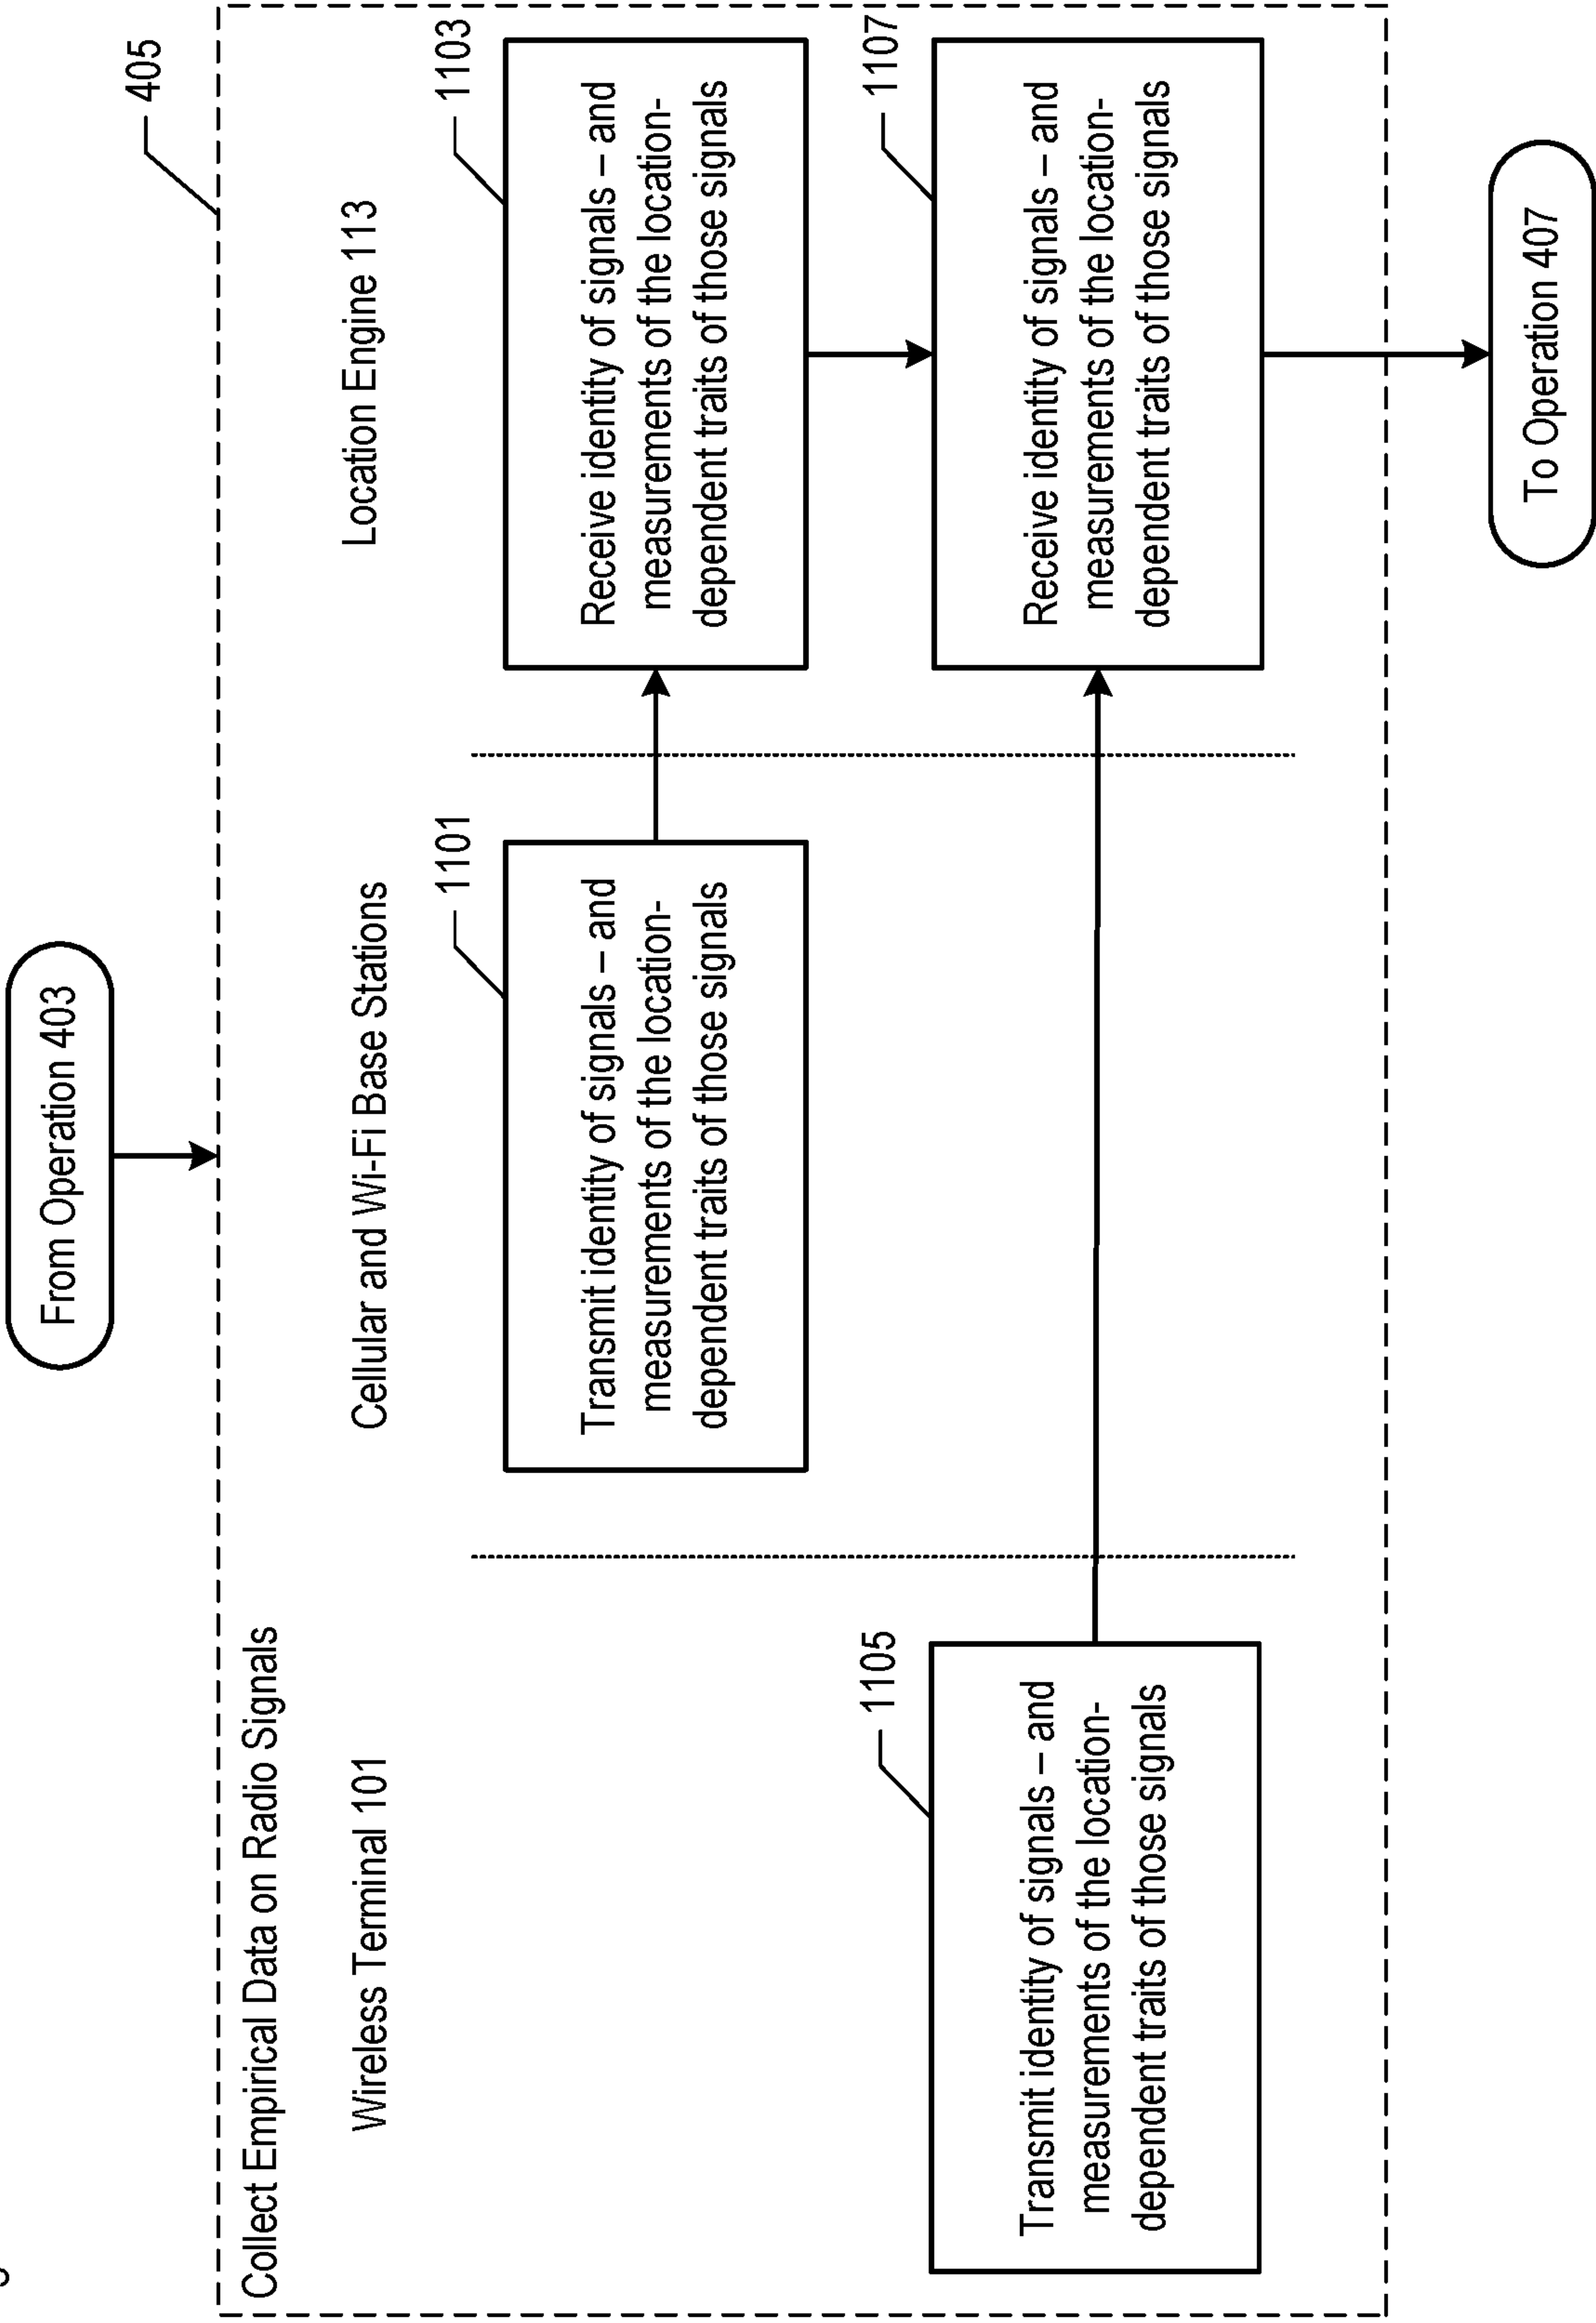 From Operation 403
405
Collect Empirical Data on Radio Signals
Wireless Terminal 101
Cellular and Wi-Fi Base Stations
Location Engine 113
1101
Transmit identity of signals – and
measurements of the location-
dependent traits of those signals
1103
Receive identity of signals – and
measurements of the location-
dependent traits of those signals
1105
Transmit identity of signals – and
measurements of the location-
dependent traits of those signals
1107
Receive identity of signals – and
measurements of the location-
dependent traits of those signals
To Operation 407